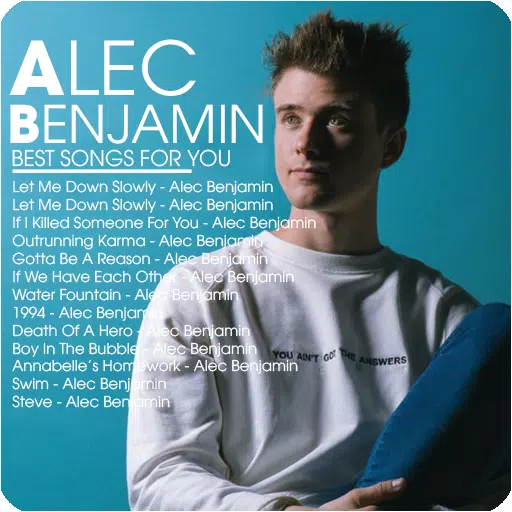 ALEC
BENJAMIN
BEST SONGS FOR YOU
Let Me Down Slowly - Alec Benjamin
Let Me Down Slowly - Alec Benjamin
If I Killed Someone For You - Alec Benjamin
Outrunning Karma - Alec Benjamin
Gotta Be A Reason - Alec Benjamin
If We Have Each Other - Alec Benjamin
Water Fountain - Alec Benjamin
1994 - Alec Benjamin
Death Of A Hero - Alec Benjamin
Boy In The Bubble - Alec Benjamin
Annabelle´s Homework - Alec Benjamin
Swim - Alec Benjamin
Steve - Alec Benjamin
YOU AIN'T GOT THE ANSWERS